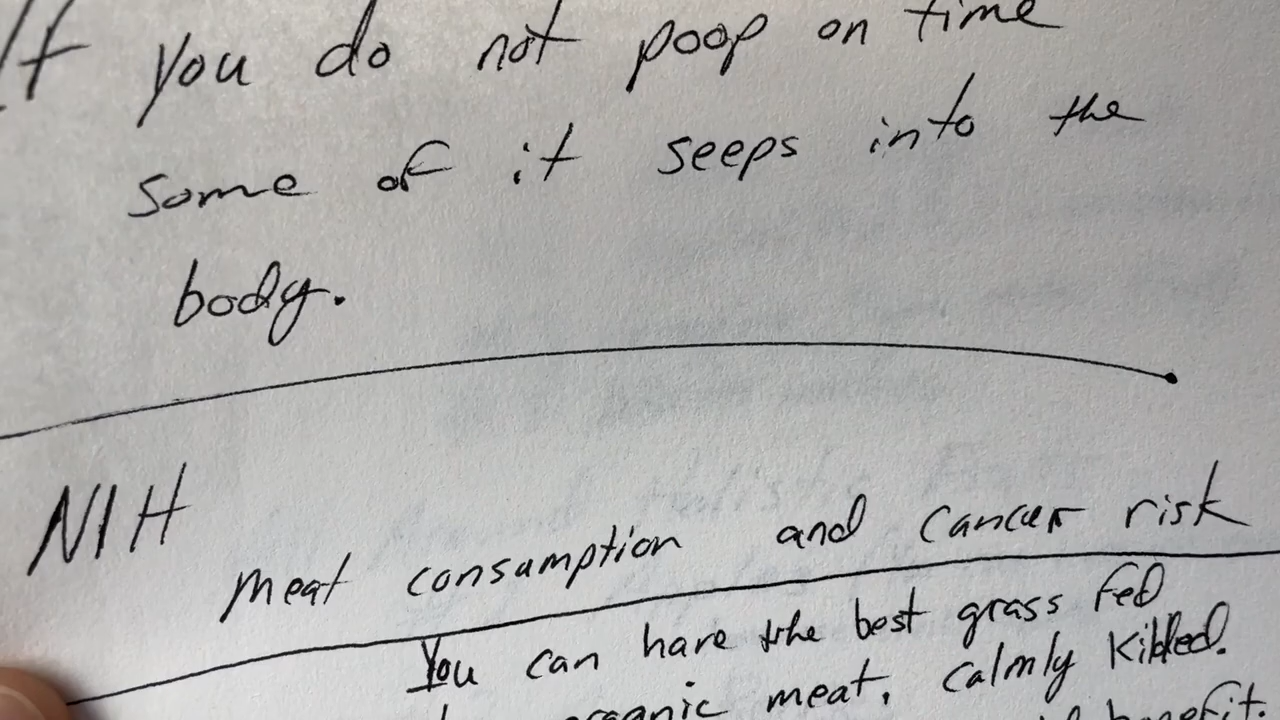 If you do not poop on time
some of it seeps into the
body.
NIH
meat consumption and cancer risk
You can have the best grass fed
organic meat, calmly killed.
benefit.